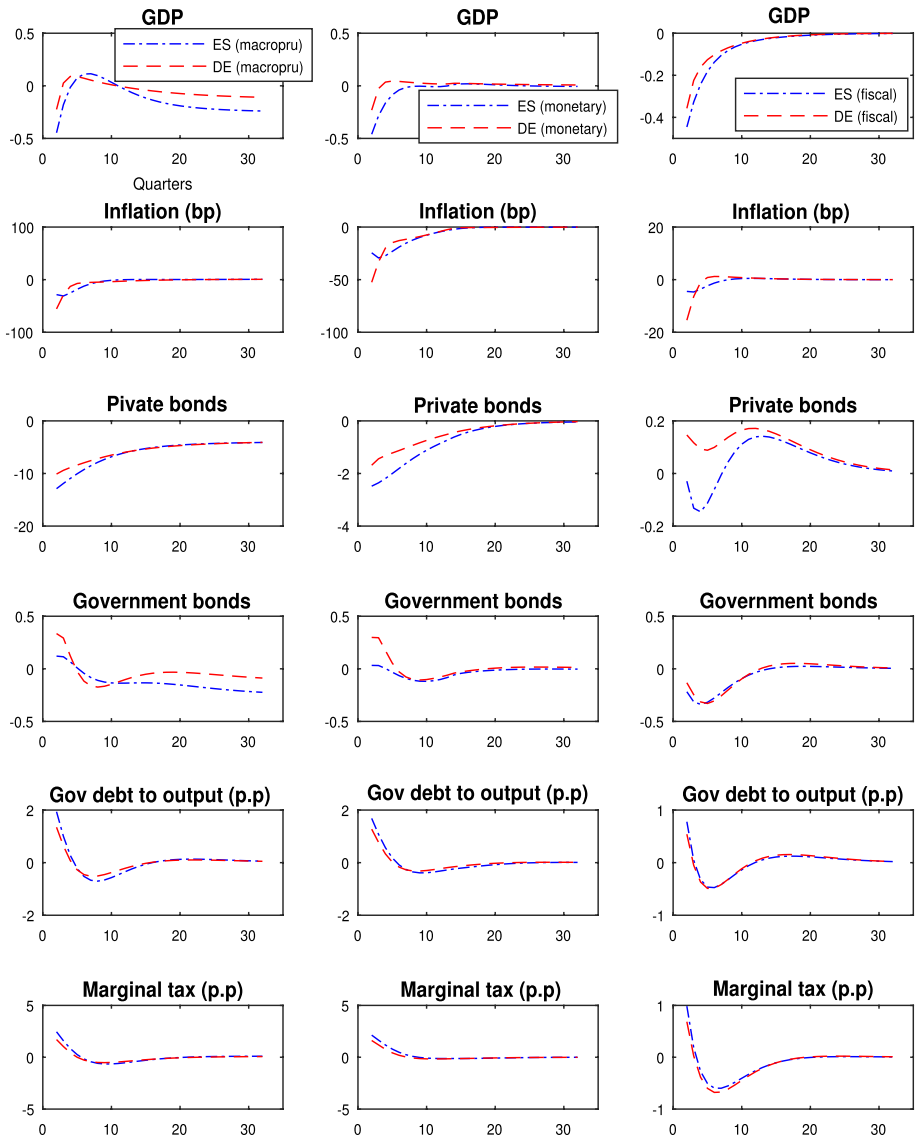 GDP
GDP
GDP
0.5
0
-0.5
ES (macropru)
DE (macropru)
0 10 20 30
Quarters
0.5
0
-0.5
ES (monetary)
DE (monetary)
0 10 20 30
0
-0.2
-0.4
ES (fiscal)
DE (fiscal)
0 10 20 30
Inflation (bp)
Inflation (bp)
Inflation (bp)
100
0
-100
0 10 20 30
0
-50
-100
0 10 20 30
20
0
-20
0 10 20 30
Pivate bonds
Private bonds
Private bonds
0
-10
-20
0 10 20 30
0
-2
-4
0 10 20 30
0.2
0
-0.2
0 10 20 30
Government bonds
Government bonds
Government bonds
0.5
0
-0.5
0 10 20 30
0.5
0
-0.5
0 10 20 30
0.5
0
-0.5
0 10 20 30
Gov debt to output (p.p)
Gov debt to output (p.p)
Gov debt to output (p.p)
2
0
-2
0 10 20 30
2
0
-2
0 10 20 30
1
0
-1
0 10 20 30
Marginal tax (p.p)
Marginal tax (p.p)
Marginal tax (p.p)
5
0
-5
0 10 20 30
5
0
-5
0 10 20 30
1
0
-1
0 10 20 30